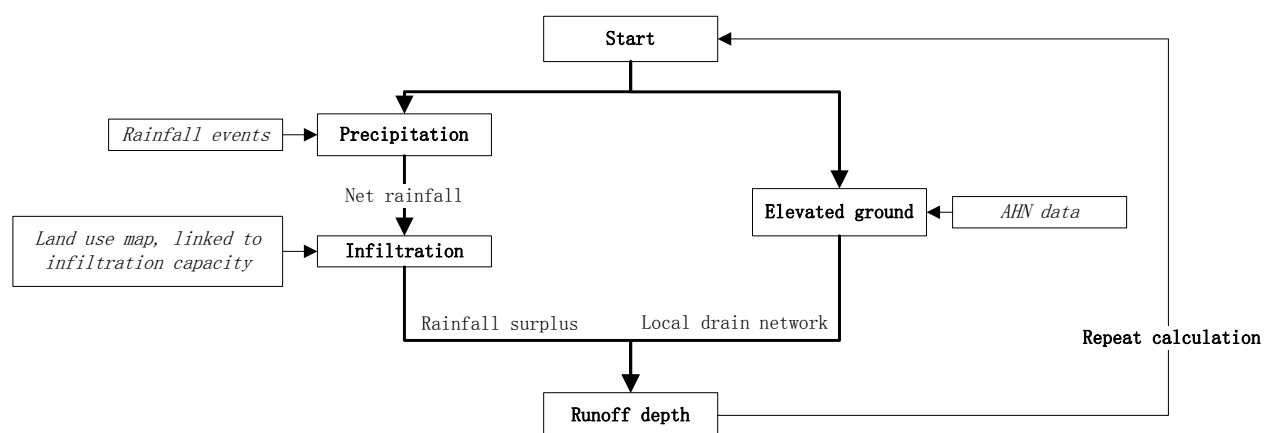 Start
Rainfall events
Precipitation
Net rainfall
Elevated ground
AHN data
Land use map, linked to
infiltration capacity
Infiltration
Rainfall surplus
Local drain network
Repeat calculation
Runoff depth